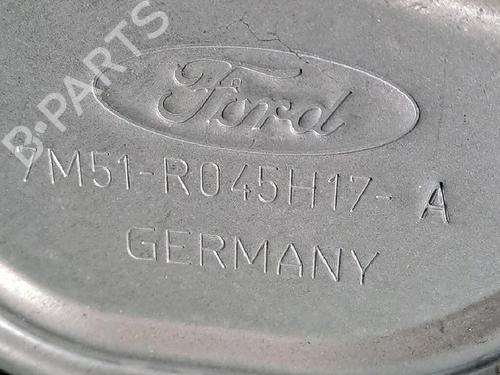 B-PARTS
Ford
7M51-R045H17- A
GERMANY